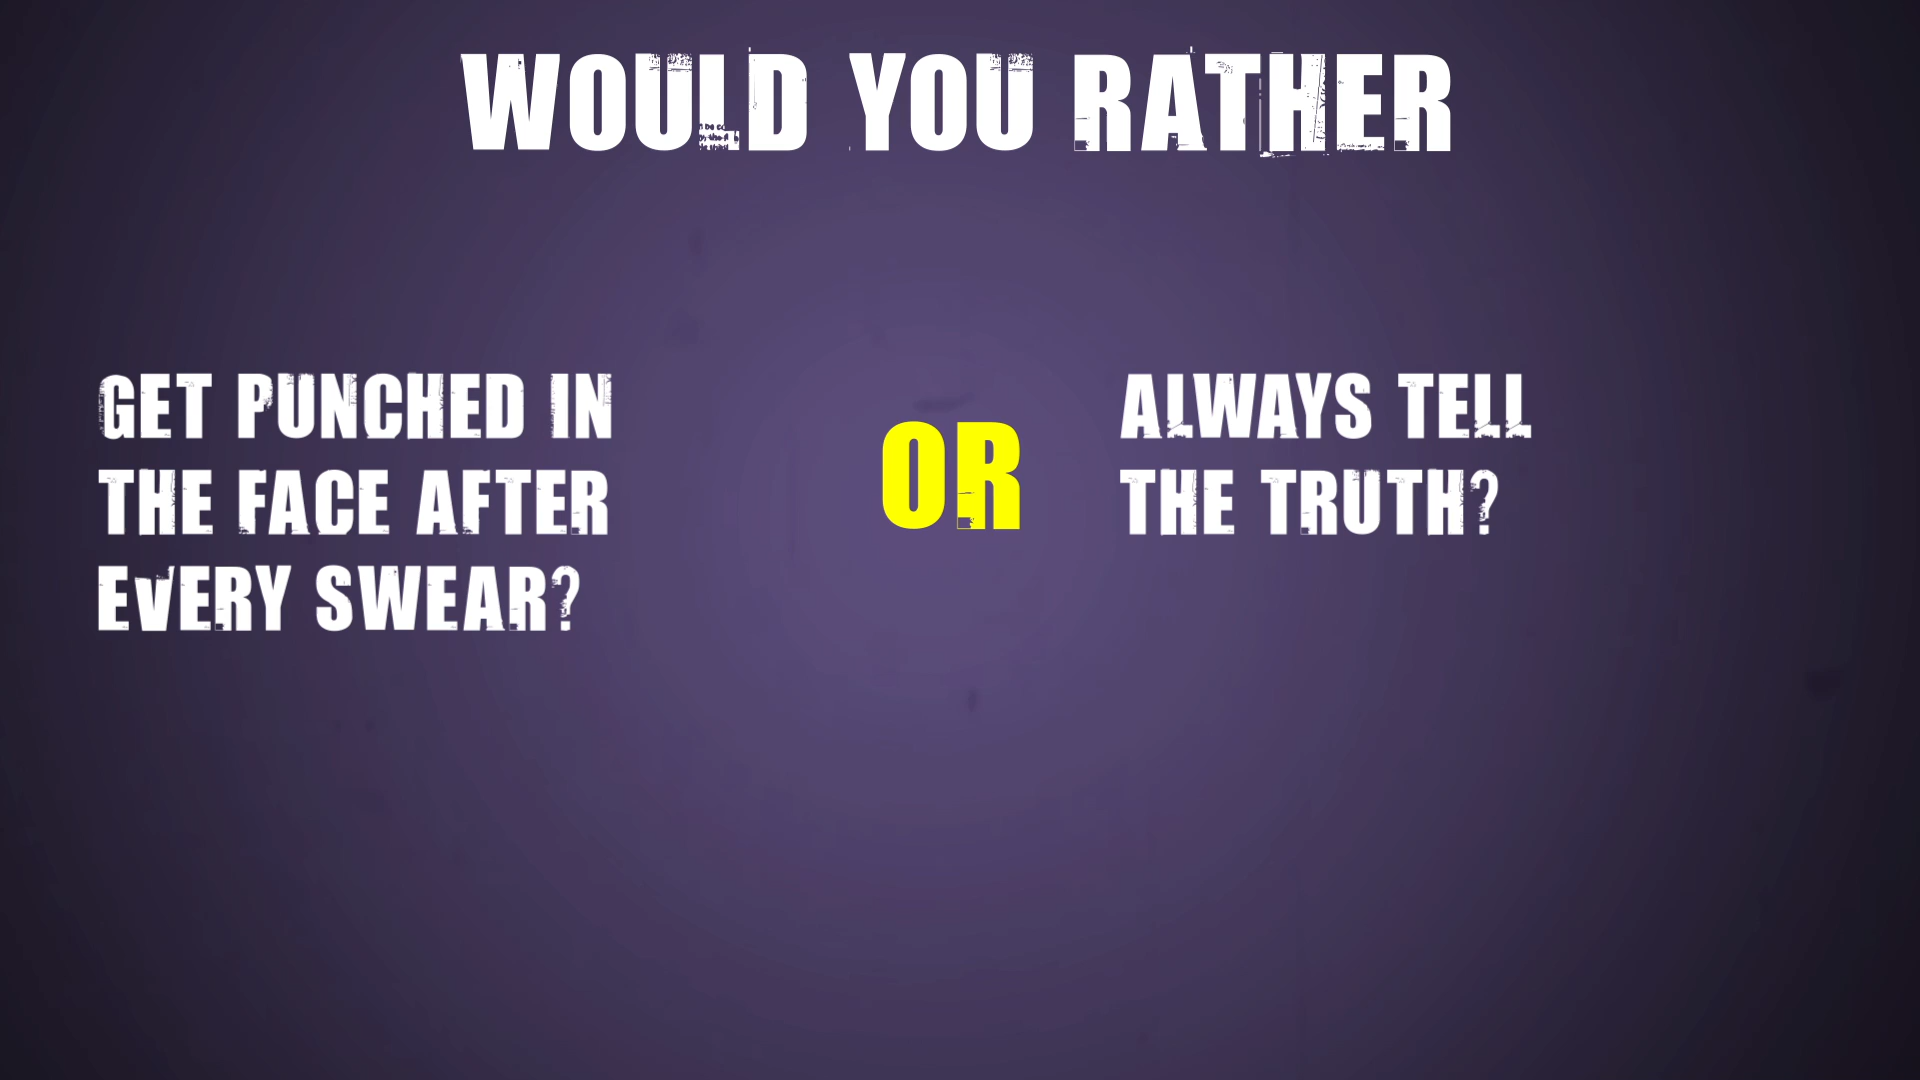 WOULD YOU RATHER
GET PUNCHED IN
THE FACE AFTER
EVERY SWEAR?
OR
ALWAYS TELL
THE TRUTH?